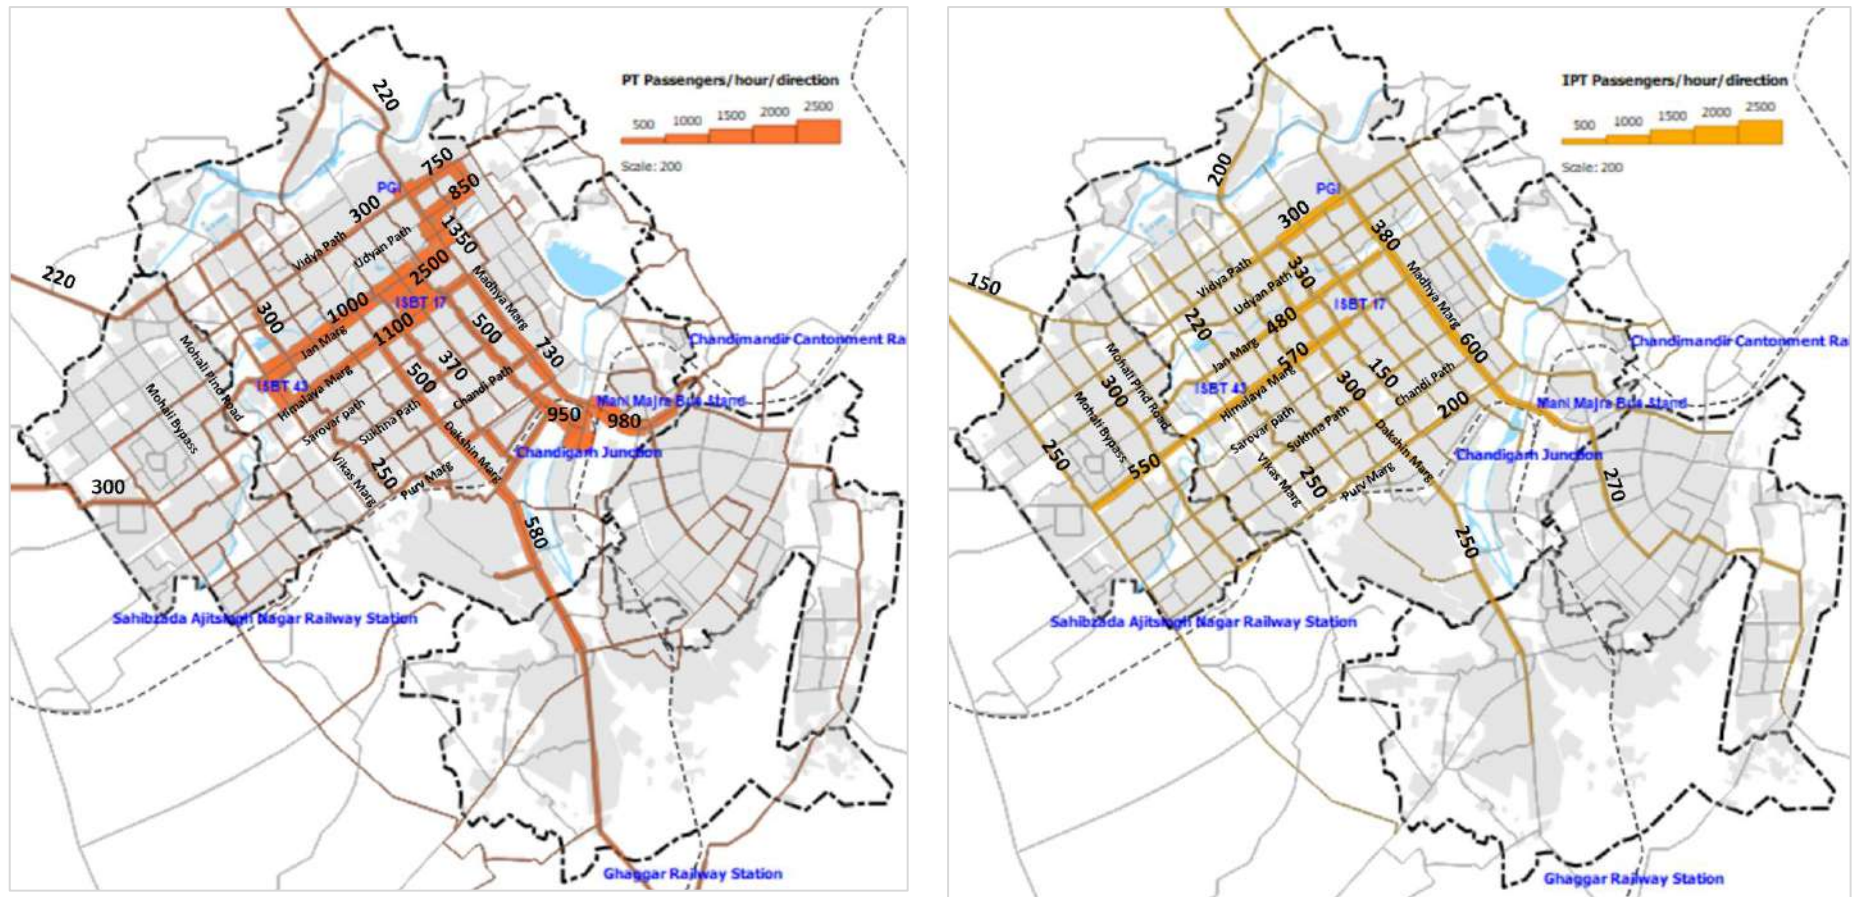 PT Passengers/hour/direction
500 1000 1500 2000 2500
Scale: 200
220
750
PGI
850
300
Vidya Path
Udyan Path
1350
2500
Madhya Marg
220
1000
ISBT 17
300
Jan Marg
1100
500
730
Chandimandir Cantonment Ra
Mohali Pind Road
370
ISBT 43
Himalaya Marg
500
Chandi Path
Mani Majra Bus Stand
Mohali Bypass
Sarovar path
Sukhna Path
950
980
Dakshin Marg
Chandigarh Junction
Vikas Marg
250
Purv Marg
300
580
Sahibzada Ajitsingh Nagar Railway Station
Ghaggar Railway Station
IPT Passengers/hour/direction
500 1000 1500 2000 2500
Scale: 200
200
PGI
300
380
Vidya Path
Udyan Path
330
Madhya Marg
150
ISBT 17
220
480
Jan Marg
570
600
Chandimandir Cantonment Ra
Mohali Pind Road
ISBT 43
Himalaya Marg
300
150
Chandi Path
300
Mohali Bypass
Sarovar path
Sukhna Path
200
Mani Majra Bus Stand
Dakshin Marg
250
550
Vikas Marg
250
Purv Marg
Chandigarh Junction
270
250
Sahibzada Ajitsingh Nagar Railway Station
Ghaggar Railway Station